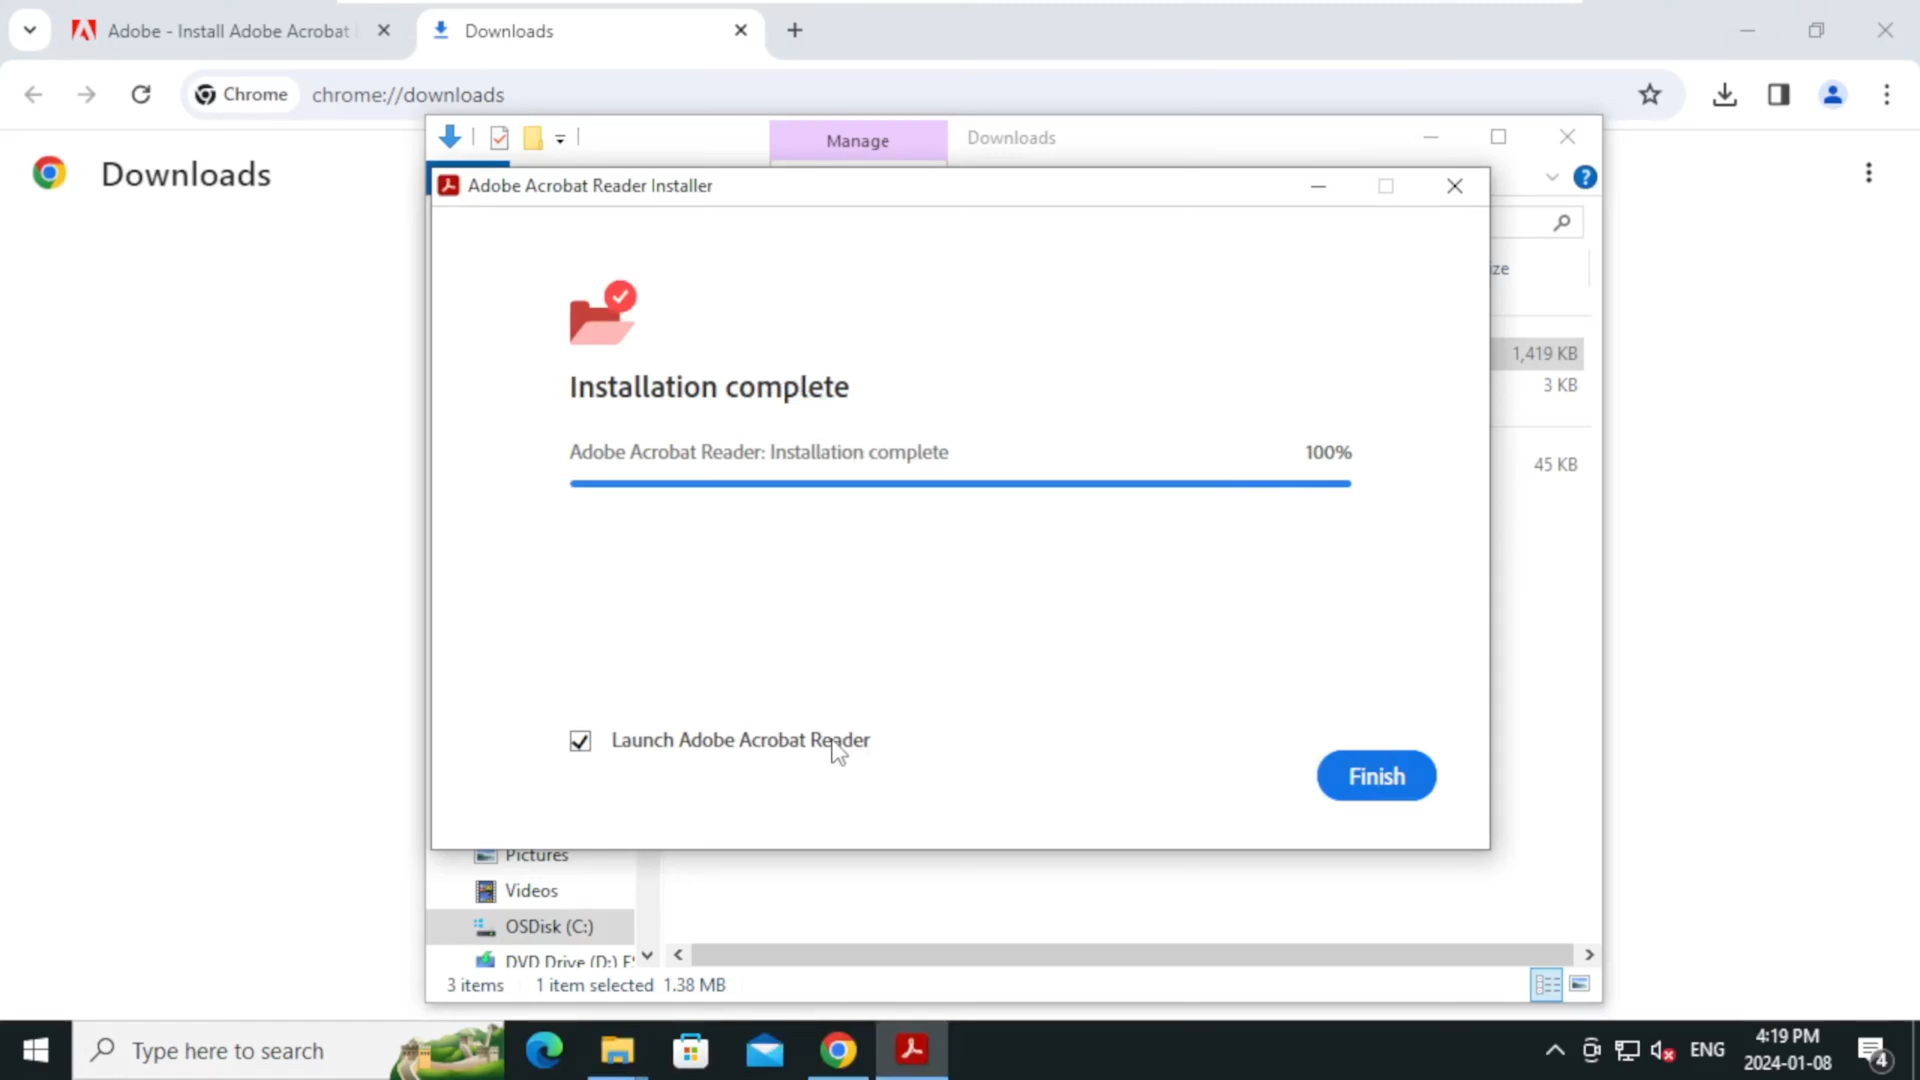 Adobe - Install Adobe Acrobat
Downloads
Chrome
chrome://downloads
Downloads
Manage
Downloads
Adobe Acrobat Reader Installer
ze
1,419 KB
3 KB
45 KB
Installation complete
Adobe Acrobat Reader: Installation complete
100%
Launch Adobe Acrobat Reader
Finish
Pictures
Videos
OSDisk (C:)
DVD Drive (D:)
3 items
1 item selected 1.38 MB
Type here to search
ENG
4:19 PM
2024-01-08
4